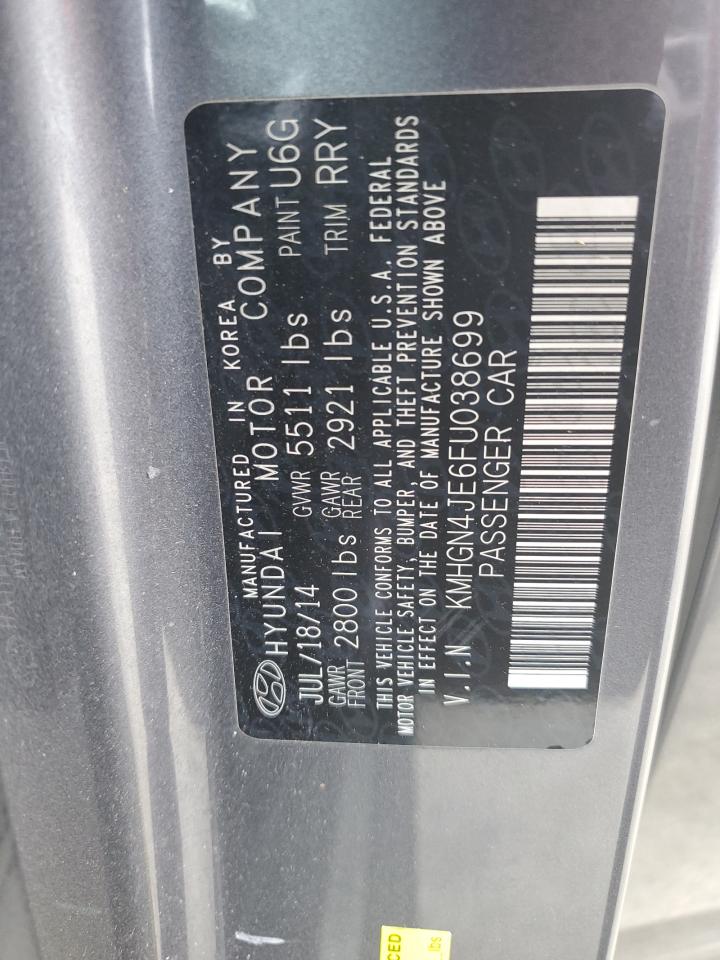 MANUFACTURED IN KOREA BY
HYUNDAI MOTOR COMPANY
JUL/18/14 GVWR 5511 lbs PAINT U6G
GAWR FRONT 2800 lbs GAWR REAR 2921 lbs TRIM RRY
THIS VEHICLE CONFORMS TO ALL APPLICABLE U.S.A. FEDERAL
MOTOR VEHICLE SAFETY, BUMPER, AND THEFT PREVENTION STANDARDS
IN EFFECT ON THE DATE OF MANUFACTURE SHOWN ABOVE
V.I.N KMHGN4JE6FU038699
PASSENGER CAR
CED
Lbs